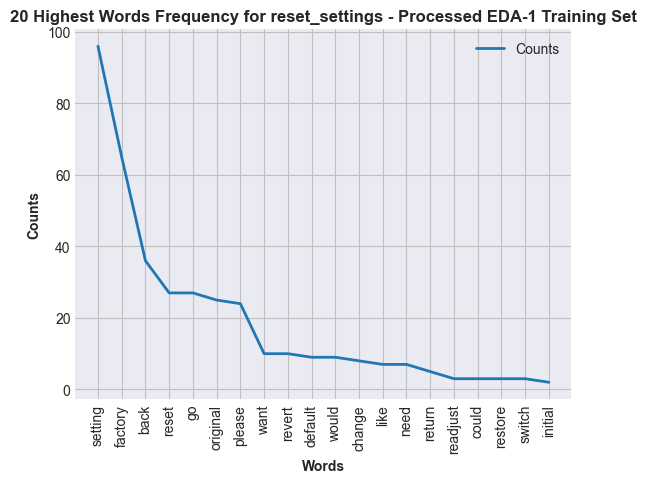 20 Highest Words Frequency for reset_settings - Processed EDA-1 Training Set
100
80
60
40
20
0
Counts
Counts
setting
factory
back
reset
go
original
please
want
revert
default
would
change
like
need
return
readjust
could
restore
switch
initial
Words